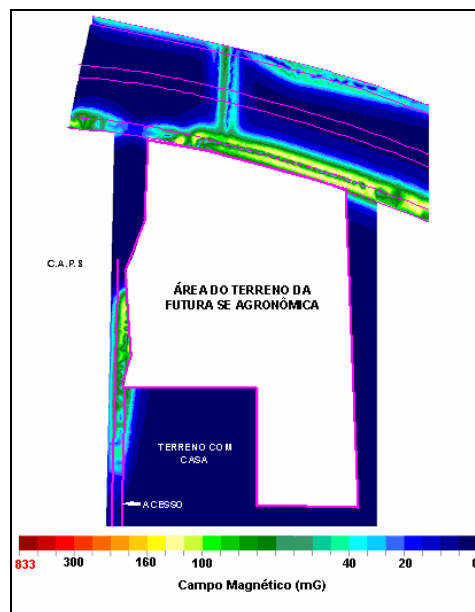 C.A.P.S
ÁREA DO TERRENO DA
FUTURA SE AGRONÔMICA
TERRENO COM
CASA
ACESSO
833 300 160 100 40 20 0
Campo Magnético (mG)